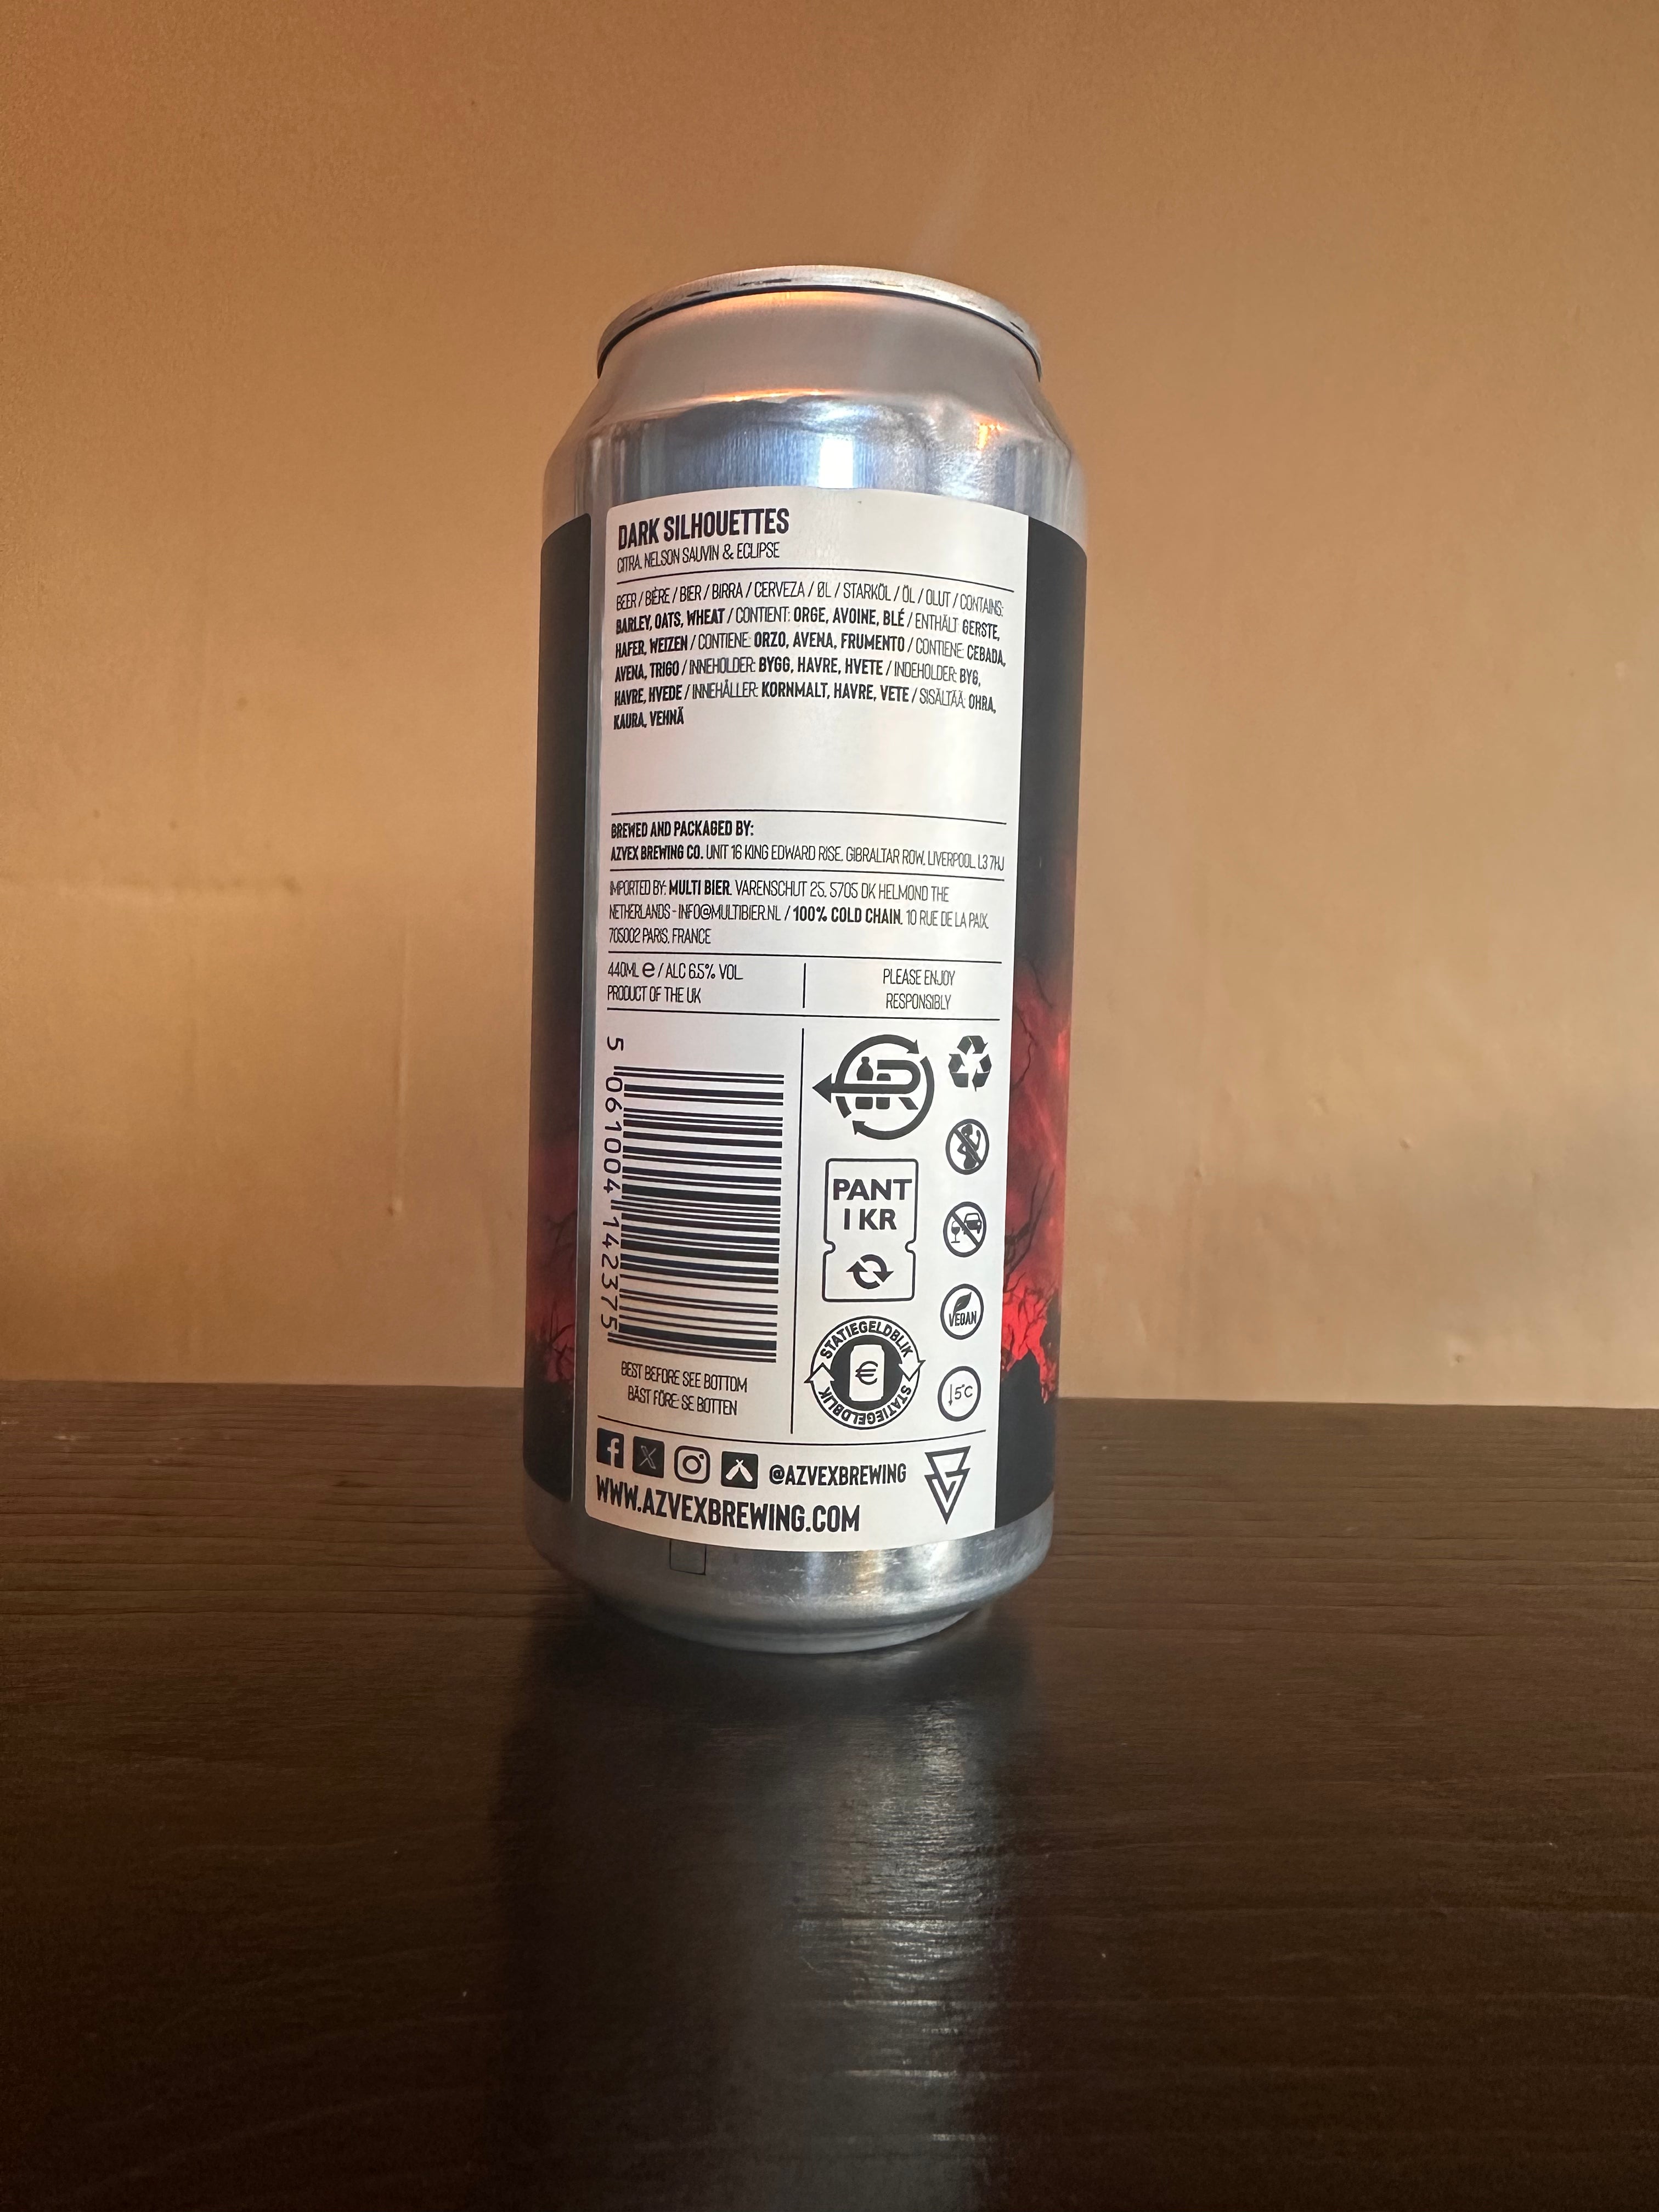 DARK SILHOUETTES
CITRA, NELSON SAUVIN & ECLIPSE
BEER / BIÈRE / BIER / BIRRA / CERVEZA / ØL / STARKÖL / ÖL / OLUT / CONTAINS:
BARLEY, OATS, WHEAT / CONTIENT: ORGE, AVOINE, BLÉ / ENTHÄLT GERSTE,
HAFER, WEIZEN / CONTIENE: ORZO, AVENA, FRUMENTO / CONTIENE: CEBADA,
AVENA, TRIGO / INNEHOLDER: BYGG, HAVRE, HVETE / INDEHOLDER: BYG,
HAVRE, HVEDE / INNEHÅLLER: KORNMALT, HAVRE, VETE / SISÄLTÄÄ: OHRA,
KAURA, VEHNÄ
BREWED AND PACKAGED BY:
AZVEX BREWING CO. UNIT 16 KING EDWARD RISE, GIBRALTAR ROW, LIVERPOOL, L3 7HJ
IMPORTED BY: MULTI BIER, VARENSCHUT 25, 5705 DK HELMOND THE
NETHERLANDS - INFO@MULTIBIER.NL / 100% COLD CHAIN, 10 RUE DE LA PAIX,
705002 PARIS, FRANCE
440ML e / ALC 6.5% VOL.
PRODUCT OF THE UK
PLEASE ENJOY
RESPONSIBLY
5 061004 142375
PANT
1 KR
VEGAN
STATIEGELDBLIK
€
STATIEGELDBLIK
5°C
BEST BEFORE SEE BOTTOM
BÄST FÖRE: SE BOTTEN
@AZVEXBREWING
WWW.AZVEXBREWING.COM